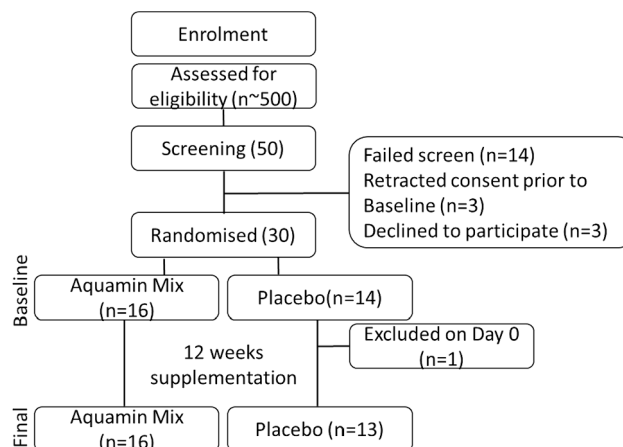 Enrolment
Assessed for
eligibility (n~500)
Screening (50)
Failed screen (n=14)
Retracted consent prior to
Baseline (n=3)
Declined to participate (n=3)
Randomised (30)
Baseline
Aquamin Mix
(n=16)
Placebo(n=14)
Excluded on Day 0
(n=1)
12 weeks
supplementation
Final
Aquamin Mix
(n=16)
Placebo (n=13)